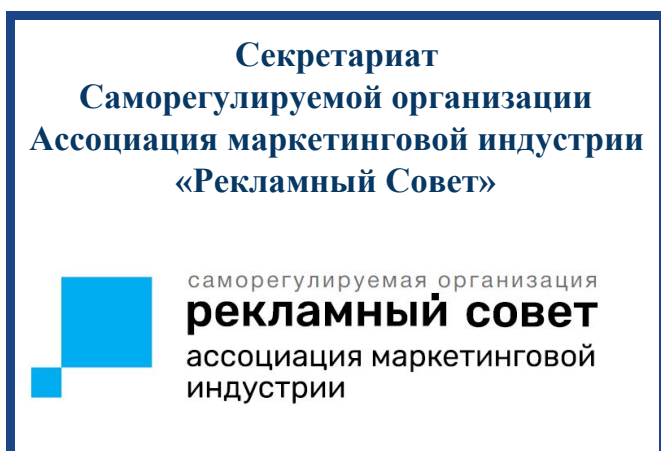 Секретариат
Саморегулируемой организации
Ассоциация маркетинговой индустрии
«Рекламный Совет»
саморегулируемая организация
рекламный совет
ассоциация маркетинговой
индустрии